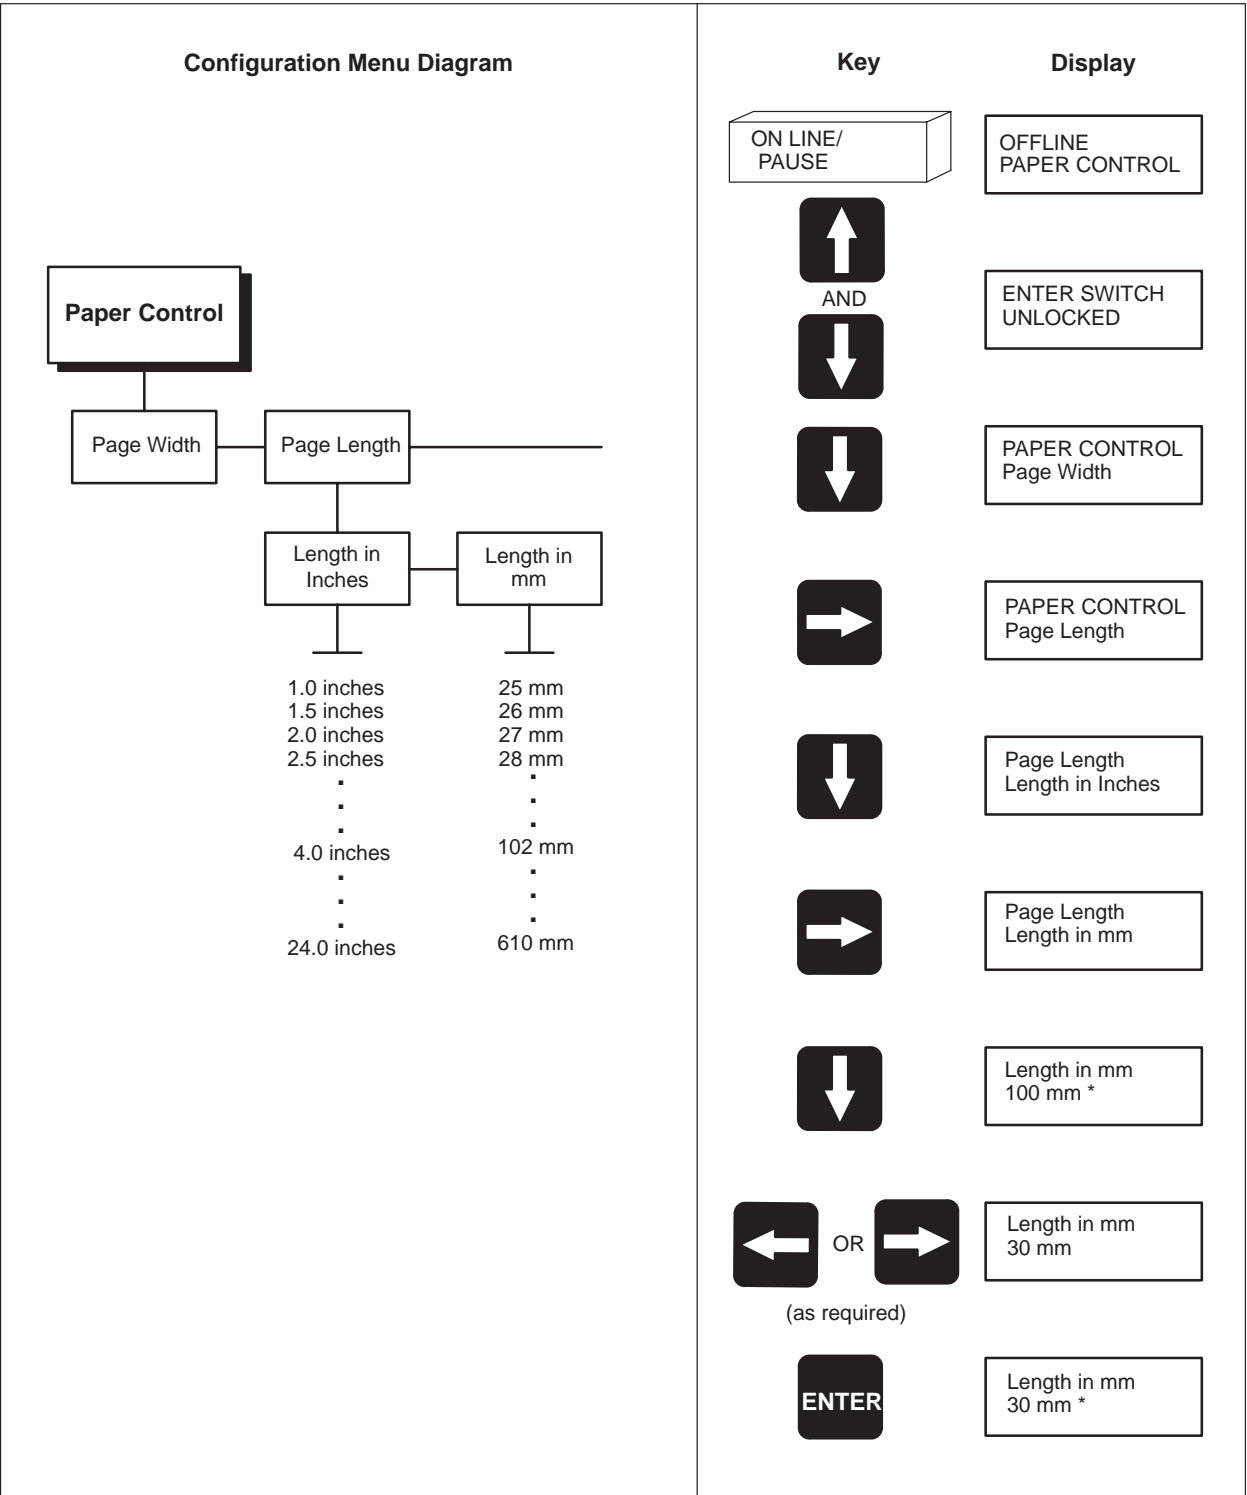 Configuration Menu Diagram
Paper Control
Page Width
Page Length
Length in
Inches
Length in
mm
1.0 inches
1.5 inches
2.0 inches
2.5 inches
.
.
.
4.0 inches
.
.
.
24.0 inches
25 mm
26 mm
27 mm
28 mm
.
.
.
102 mm
.
.
.
610 mm
Key
Display
ON LINE/
PAUSE
OFFLINE
PAPER CONTROL
AND
ENTER SWITCH
UNLOCKED
PAPER CONTROL
Page Width
PAPER CONTROL
Page Length
Page Length
Length in Inches
Page Length
Length in mm
Length in mm
100 mm *
OR
(as required)
Length in mm
30 mm
ENTER
Length in mm
30 mm *